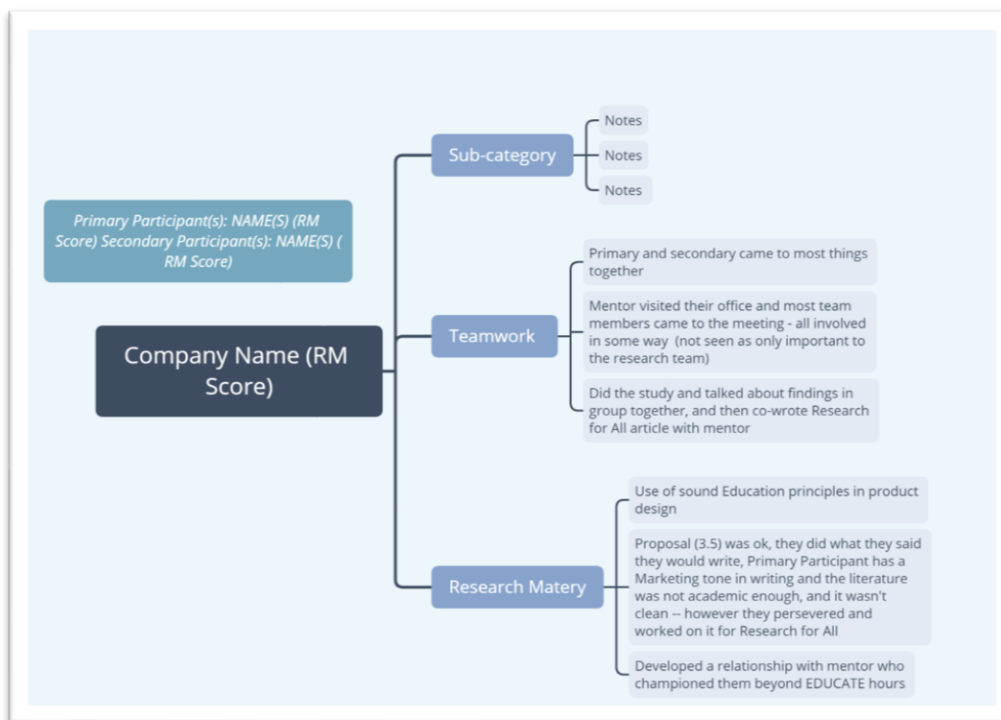 Notes
Sub-category
Notes
Notes
Primary Participant(s): NAME(S) (RM
Score) Secondary Participant(s): NAME(S) (
RM Score)
Primary and secondary came to most things
together
Mentor visited their office and most team
members came to the meeting - all involved
in some way (not seen as only important to
the research team)
Teamwork
Company Name (RM
Score)
Did the study and talked about findings in
group together, and then co-wrote Research
for All article with mentor
Use of sound Education principles in product
design
Proposal (3.5) was ok, they did what they said
they would write, Primary Participant has a
Marketing tone in writing and the literature
was not academic enough, and it wasn't
clean -- however they persevered and
worked on it for Research for All
Research Matery
Developed a relationship with mentor who
championed them beyond EDUCATE hours